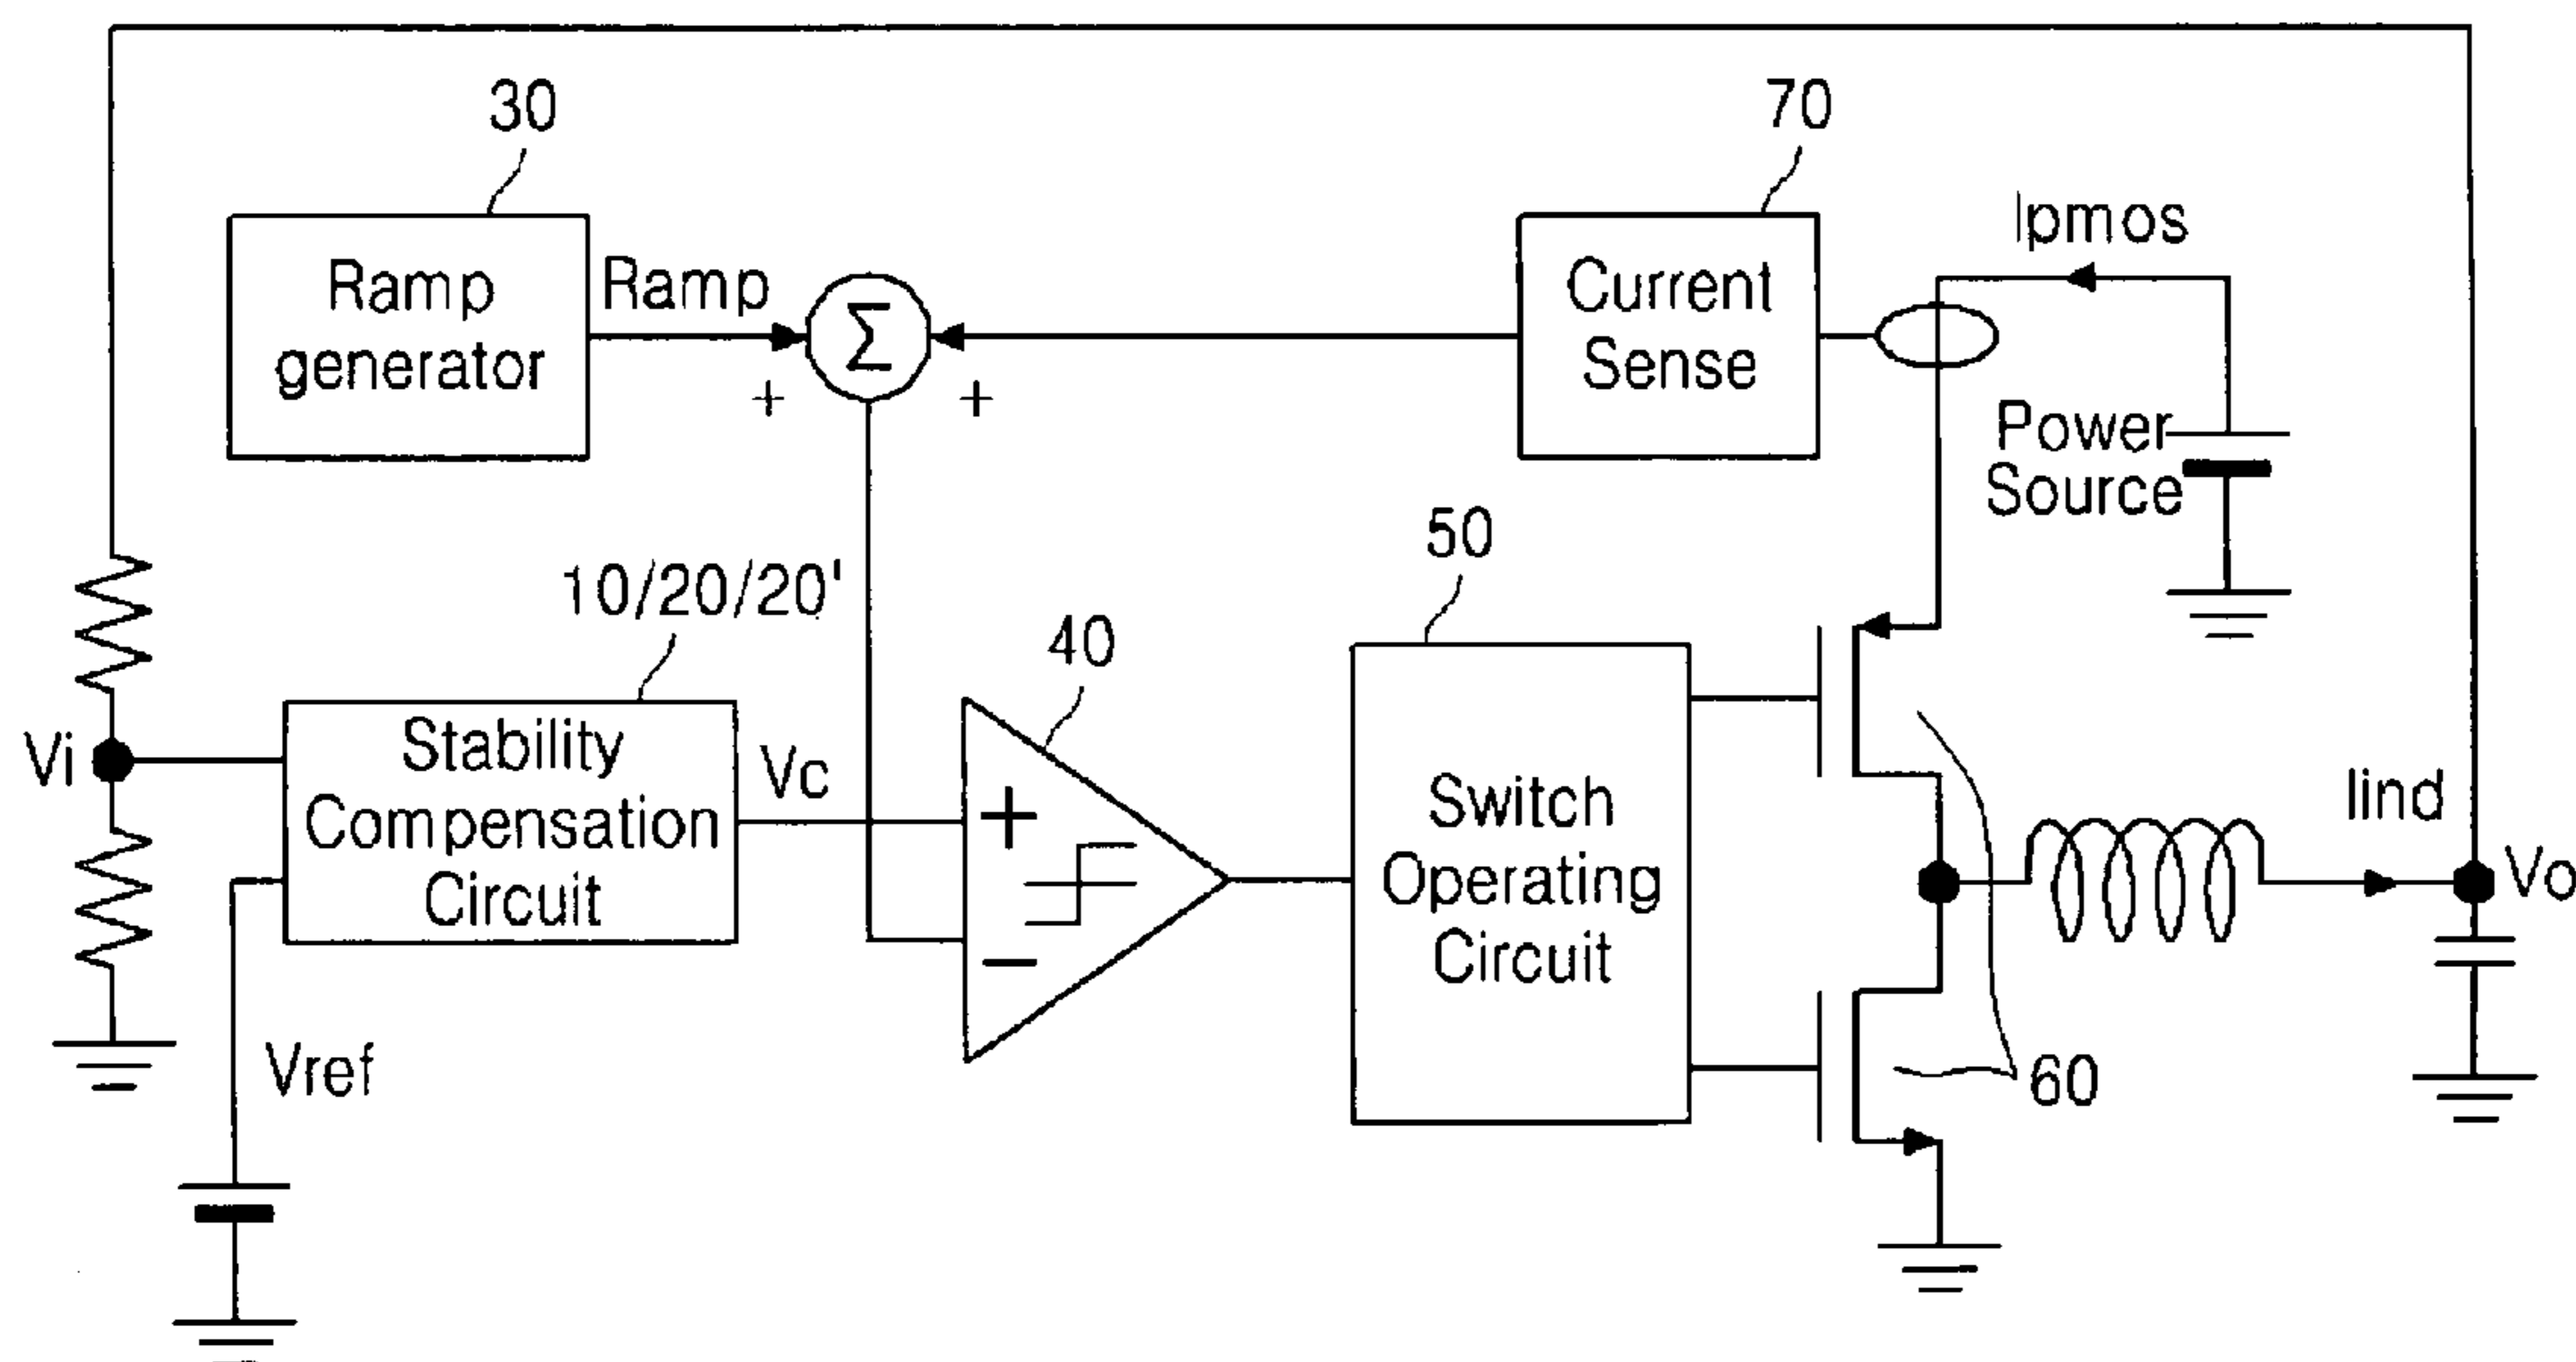 30
70
Ipmos
Ramp
generator
Ramp
Σ
+
+
Current
Sense
Power
Source
50
10/20/20'
40
Vi
Stability
Compensation
Circuit
Vc
+
−
Switch
Operating
Circuit
Iind
Vo
Vref
60